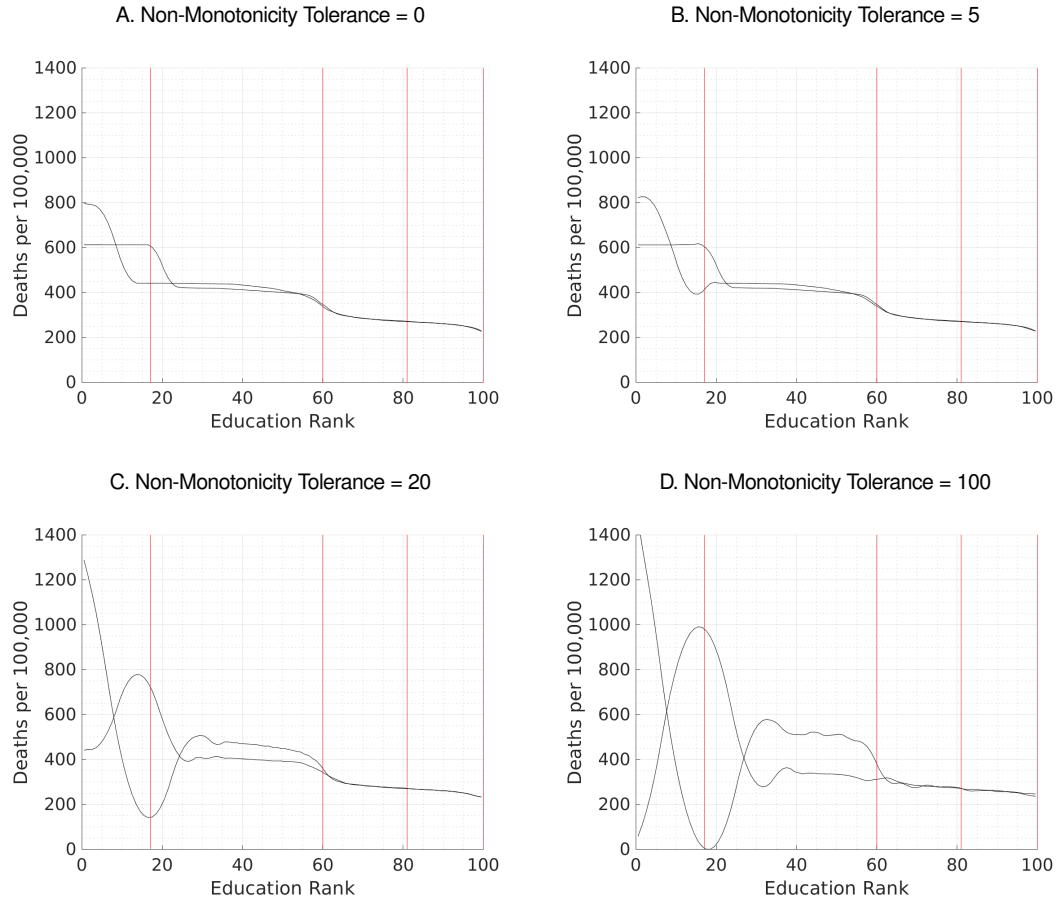 A. Non-Monotonicity Tolerance = 0
1400
1200
1000
800
600
400
200
0
Deaths per 100,000
0 20 40 60 80 100
Education Rank
B. Non-Monotonicity Tolerance = 5
1400
1200
1000
800
600
400
200
0
Deaths per 100,000
0 20 40 60 80 100
Education Rank
C. Non-Monotonicity Tolerance = 20
1400
1200
1000
800
600
400
200
0
Deaths per 100,000
0 20 40 60 80 100
Education Rank
D. Non-Monotonicity Tolerance = 100
1400
1200
1000
800
600
400
200
0
Deaths per 100,000
0 20 40 60 80 100
Education Rank